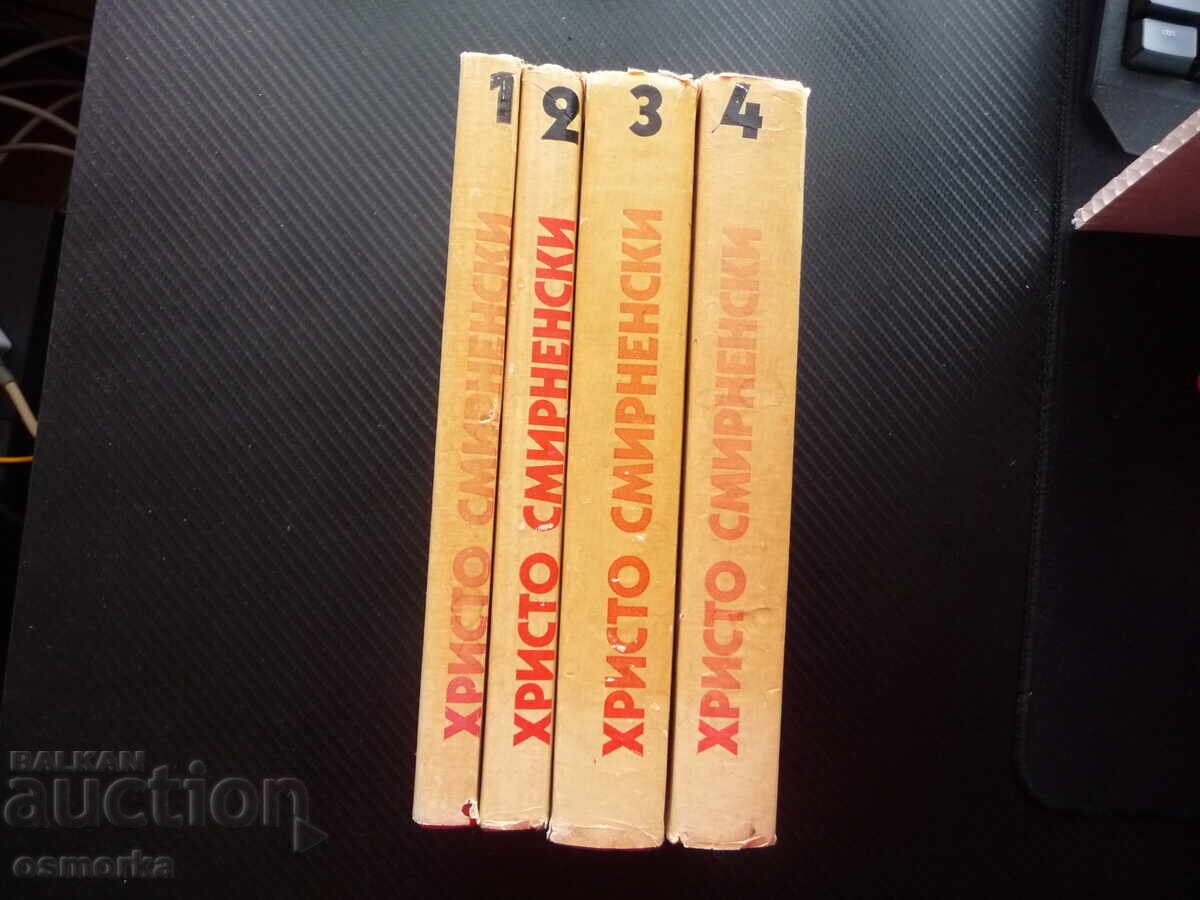 1
ХРИСТО СМИРНЕНСКИ
2
ХРИСТО СМИРНЕНСКИ
3
ХРИСТО СМИРНЕНСКИ
4
ХРИСТО СМИРНЕНСКИ
BALKAN
auction
osmorka